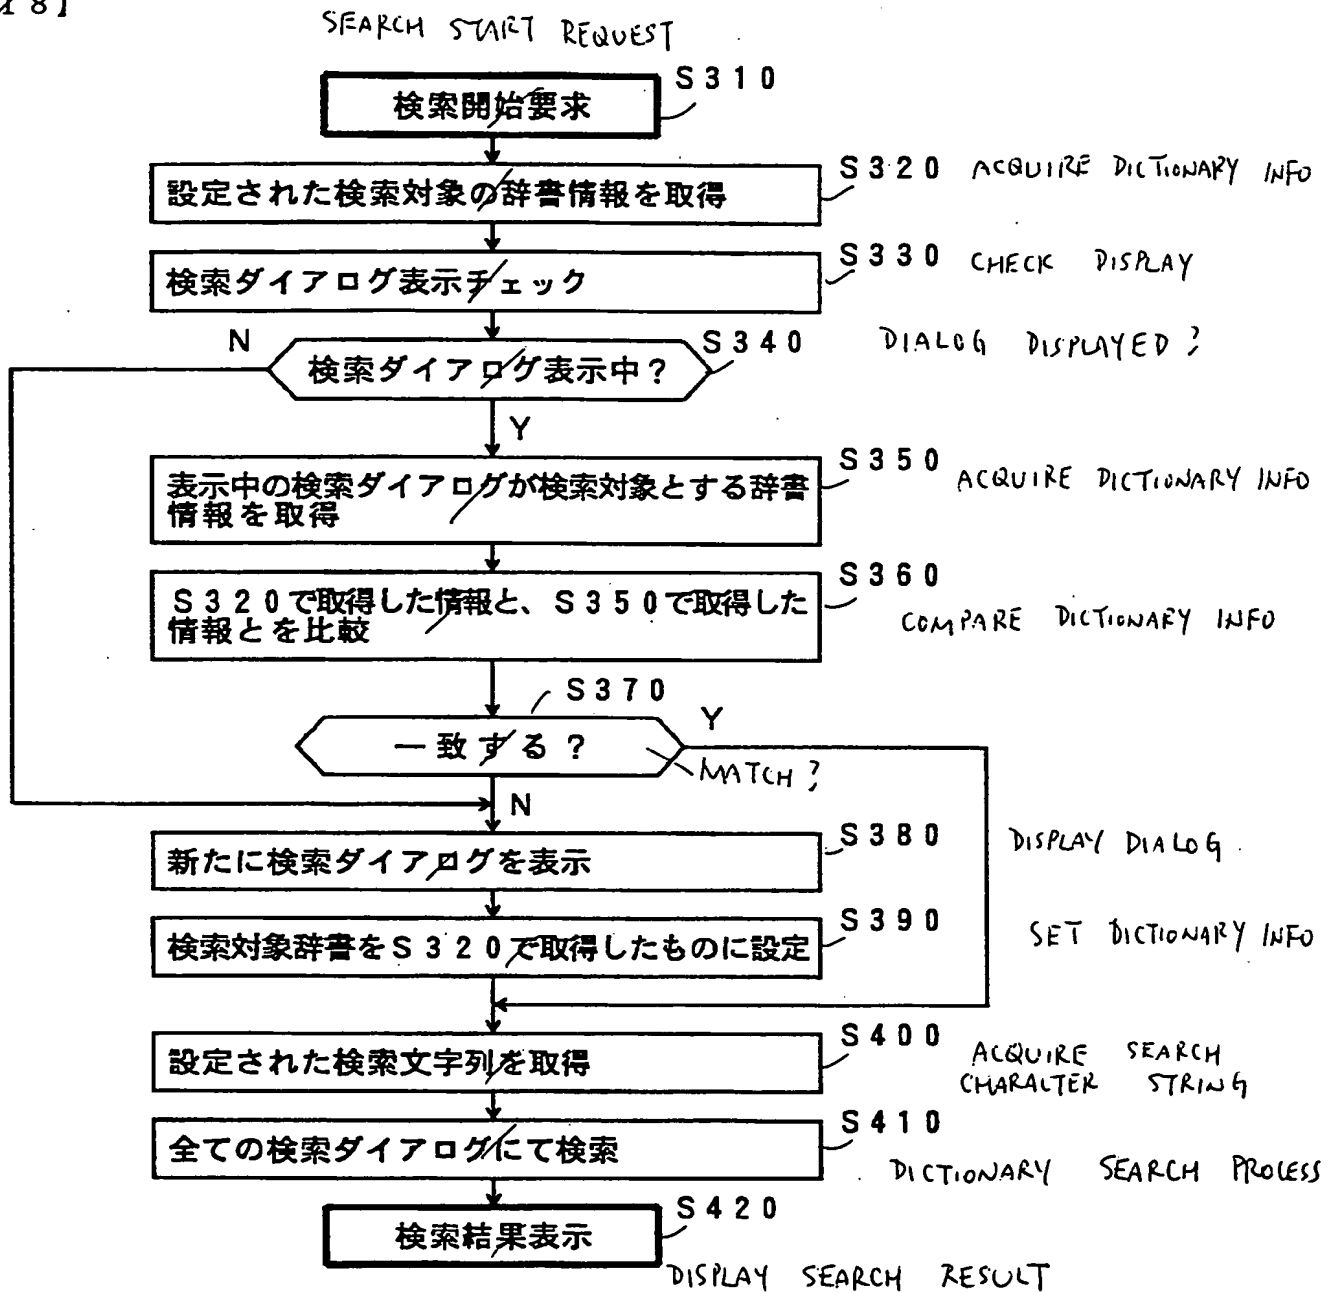 8】
SEARCH START REQUEST
S310
検索開始要求
S320 ACQUIRE DICTIONARY INFO
設定された検索対象の辞書情報を取得
S330 CHECK DISPLAY
検索ダイアログ表示チェック
N
S340 DIALOG DISPLAYED?
検索ダイアログ表示中?
Y
S350 ACQUIRE DICTIONARY INFO
表示中の検索ダイアログが検索対象とする辞書
情報を取得
S360
S320で取得した情報と、S350で取得した
情報とを比較
COMPARE DICTIONARY INFO
S370
Y
一致する?
MATCH?
N
S380 DISPLAY DIALOG
新たに検索ダイアログを表示
S390 SET DICTIONARY INFO
検索対象辞書をS320で取得したものに設定
S400
設定された検索文字列を取得
ACQUIRE SEARCH
CHARACTER STRING
S410
全ての検索ダイアログにて検索
DICTIONARY SEARCH PROCESS
S420
検索結果表示
DISPLAY SEARCH RESULT